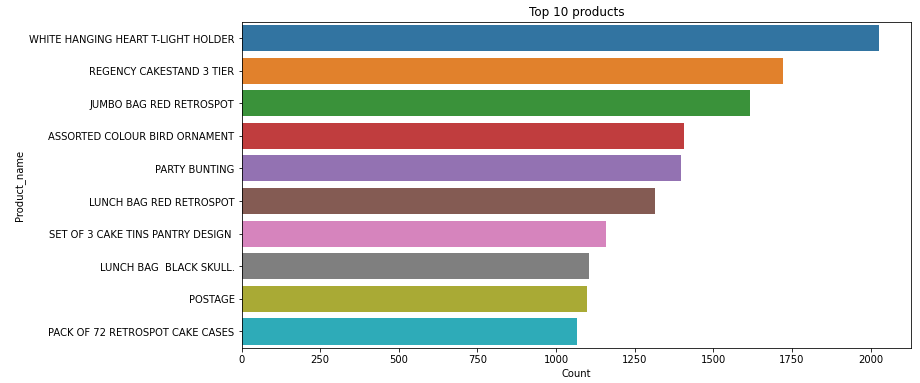 Top 10 products
Product_name
WHITE HANGING HEART T-LIGHT HOLDER
REGENCY CAKESTAND 3 TIER
JUMBO BAG RED RETROSPOT
ASSORTED COLOUR BIRD ORNAMENT
PARTY BUNTING
LUNCH BAG RED RETROSPOT
SET OF 3 CAKE TINS PANTRY DESIGN
LUNCH BAG  BLACK SKULL.
POSTAGE
PACK OF 72 RETROSPOT CAKE CASES
0 250 500 750 1000 1250 1500 1750 2000
Count